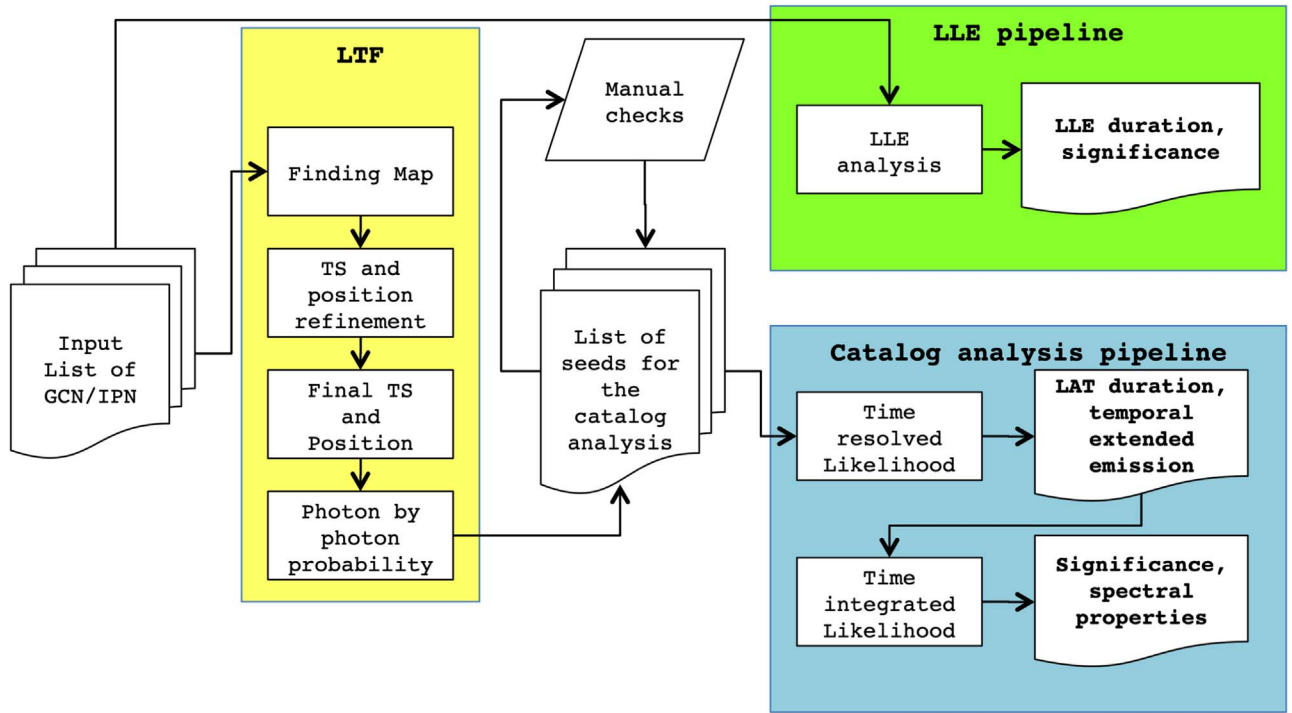 Input
List of
GCN/IPN
LTF
Finding Map
TS and
position
refinement
Final TS
and
Position
Photon by
photon
probability
Manual
checks
List of
seeds for
the
catalog
analysis
LLE pipeline
LLE
analysis
LLE duration,
significance
Catalog analysis pipeline
Time
resolved
Likelihood
LAT duration,
temporal
extended
emission
Time
integrated
Likelihood
Significance,
spectral
properties